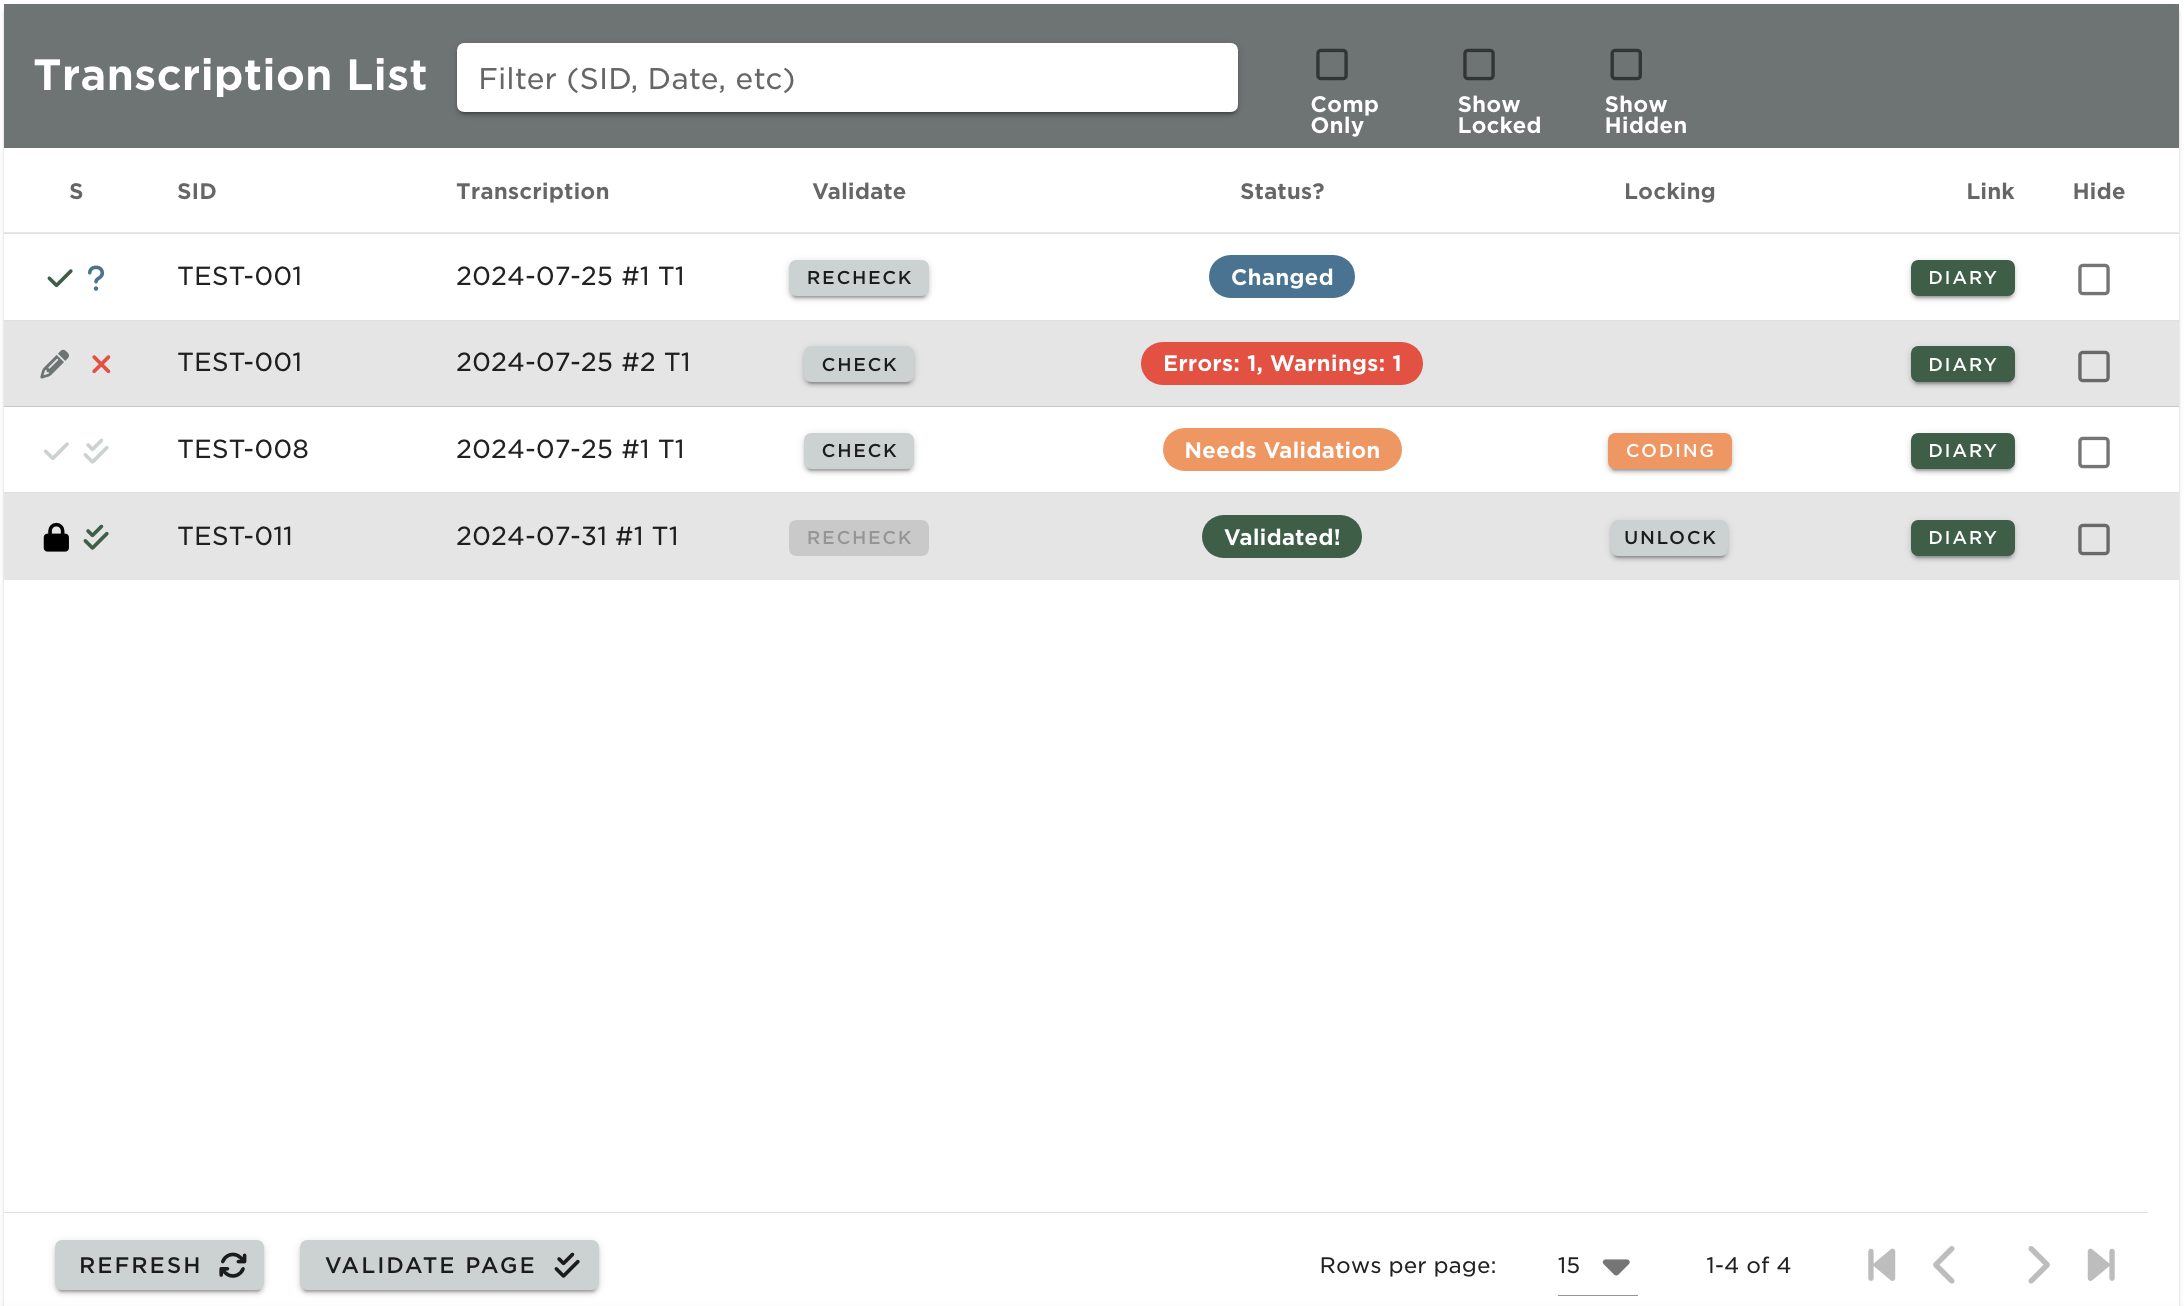 Transcription List
Filter (SID, Date, etc)
Comp Only
Show Locked
Show Hidden
S SID Transcription Validate Status? Locking Link Hide
? TEST-001 2024-07-25 #1 T1 RECHECK Changed DIARY
TEST-001 2024-07-25 #2 T1 CHECK Errors: 1, Warnings: 1 DIARY
TEST-008 2024-07-25 #1 T1 CHECK Needs Validation CODING DIARY
TEST-011 2024-07-31 #1 T1 RECHECK Validated! UNLOCK DIARY
REFRESH VALIDATE PAGE Rows per page: 15 1-4 of 4